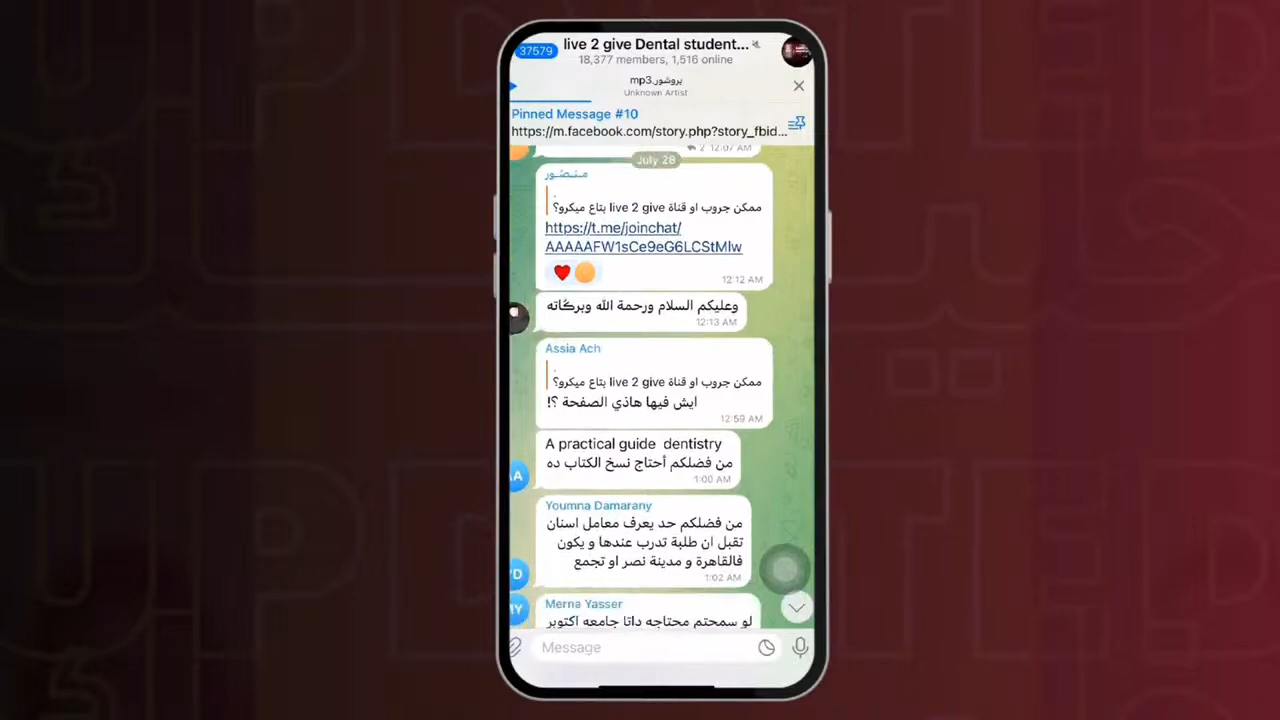 37579
live 2 give Dental student...
18,377 members, 1,516 online
بروشور.mp3
Unknown Artist
Pinned Message #10
https://m.facebook.com/story.php?story_fbid...
2 12:07 AM
July 28
مـنـصـور
.
ممكن جروب او قناة live 2 give بتاع ميكرو؟
https://t.me/joinchat/
AAAAAFW1sCe9eG6LCStMlw
12:12 AM
وعليكم السلام ورحمة الله وبركاته
12:13 AM
Assia Ach
.
ممكن جروب او قناة live 2 give بتاع ميكرو؟
ايش فيها هاذي الصفحة ؟!
12:59 AM
A practical guide dentistry
من فضلكم أحتاج نسخ الكتاب ده
1:00 AM
Youmna Damarany
من فضلكم حد يعرف معامل اسنان
تقبل ان طلبة تدرب عندها و يكون
فالقاهرة و مدينة نصر او تجمع
1:02 AM
Merna Yasser
لو سمحتم محتاجه داتا جامعه اكتوبر
Message